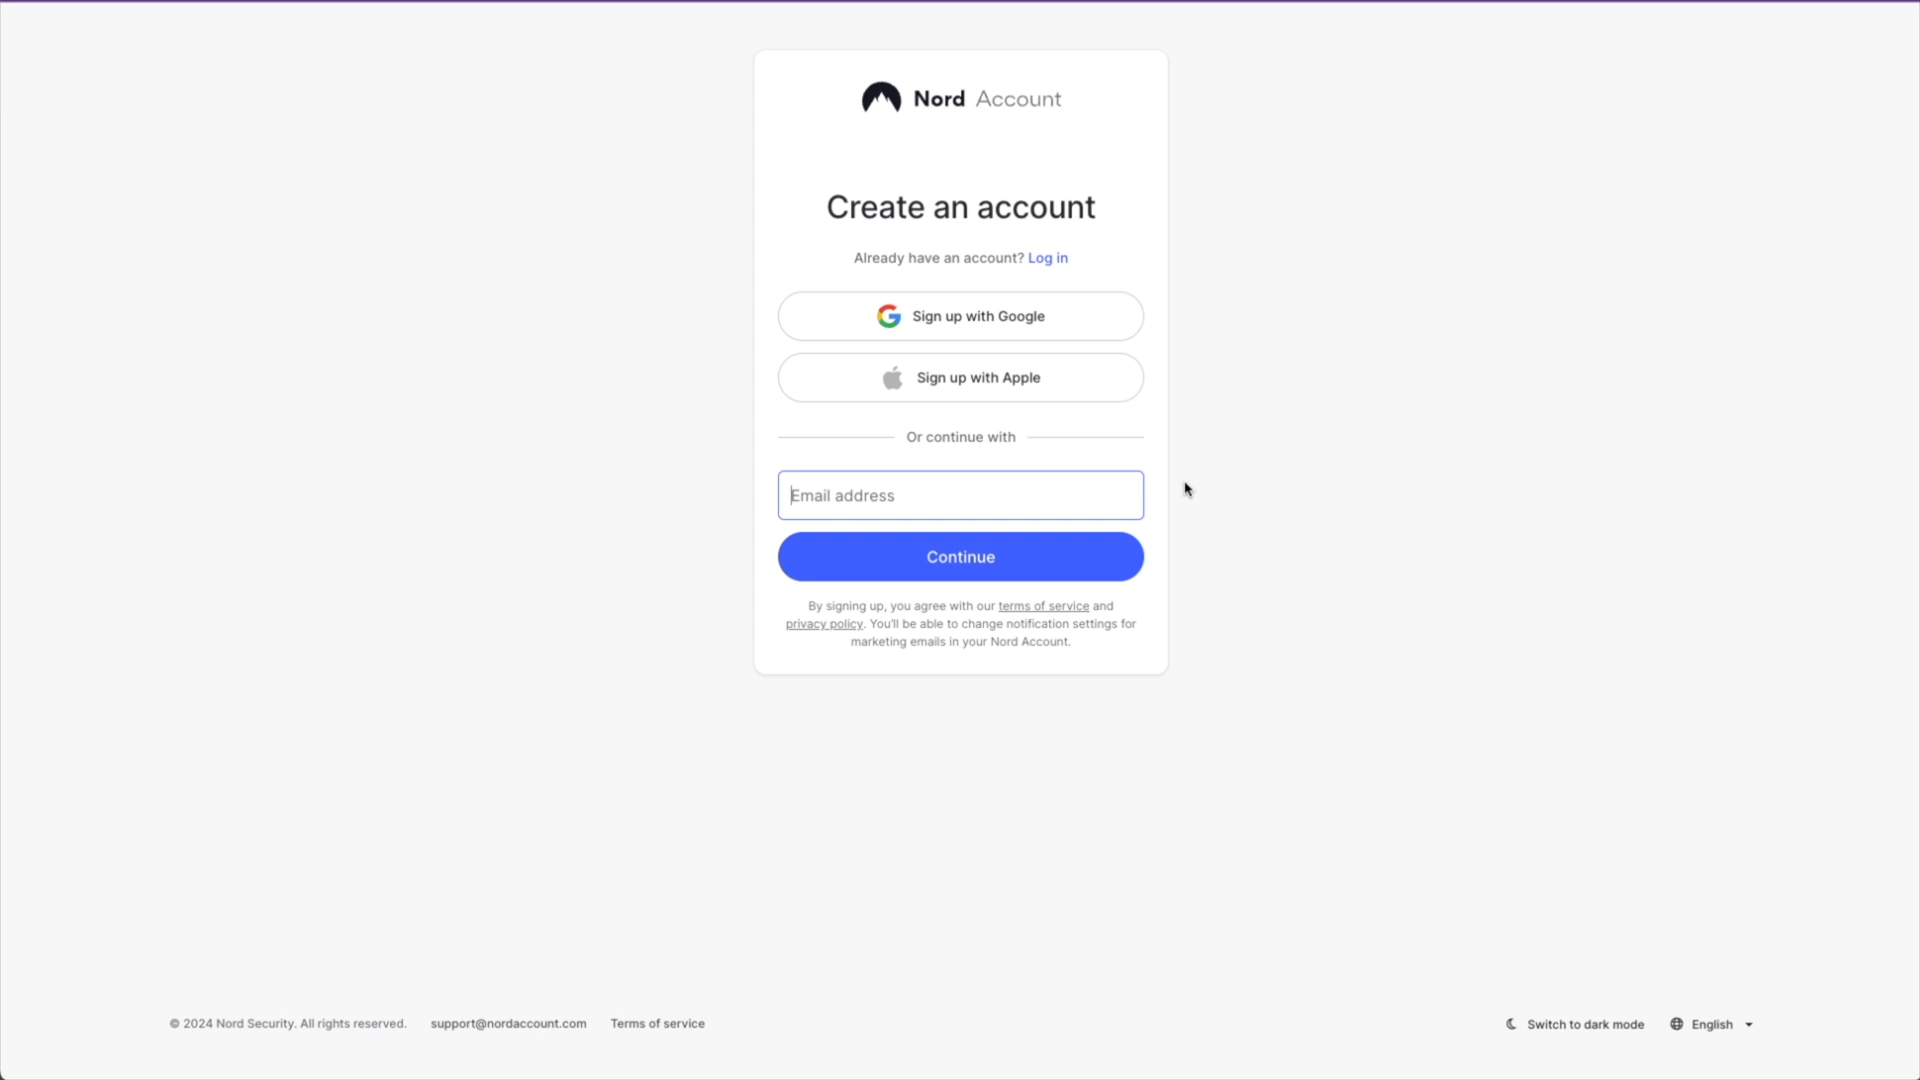 Nord Account
Create an account
Already have an account? Log in
Sign up with Google
Sign up with Apple
Or continue with
Email address
Continue
By signing up, you agree with our terms of service and
privacy policy. You'll be able to change notification settings for
marketing emails in your Nord Account.
© 2024 Nord Security. All rights reserved. support@nordaccount.com Terms of service Switch to dark mode English